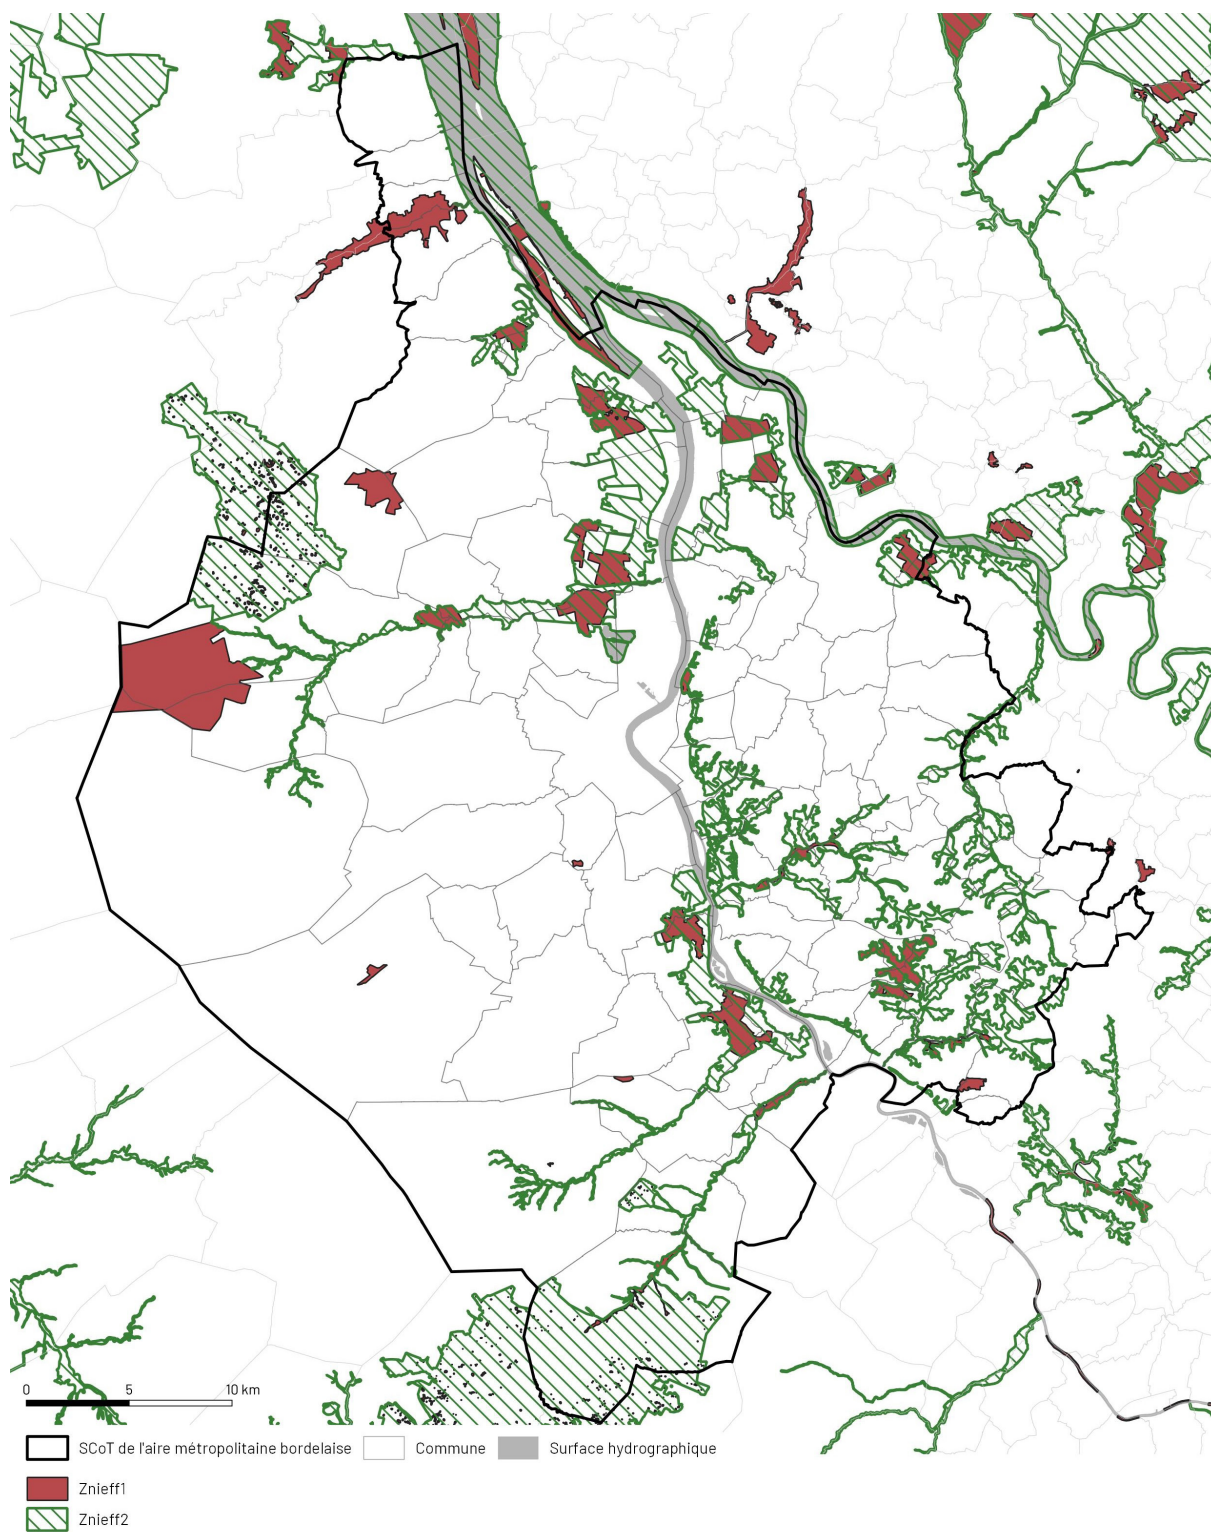 0 5 10 km
SCoT de l'aire métropolitaine bordelaise Commune Surface hydrographique
Znieff1
Znieff2